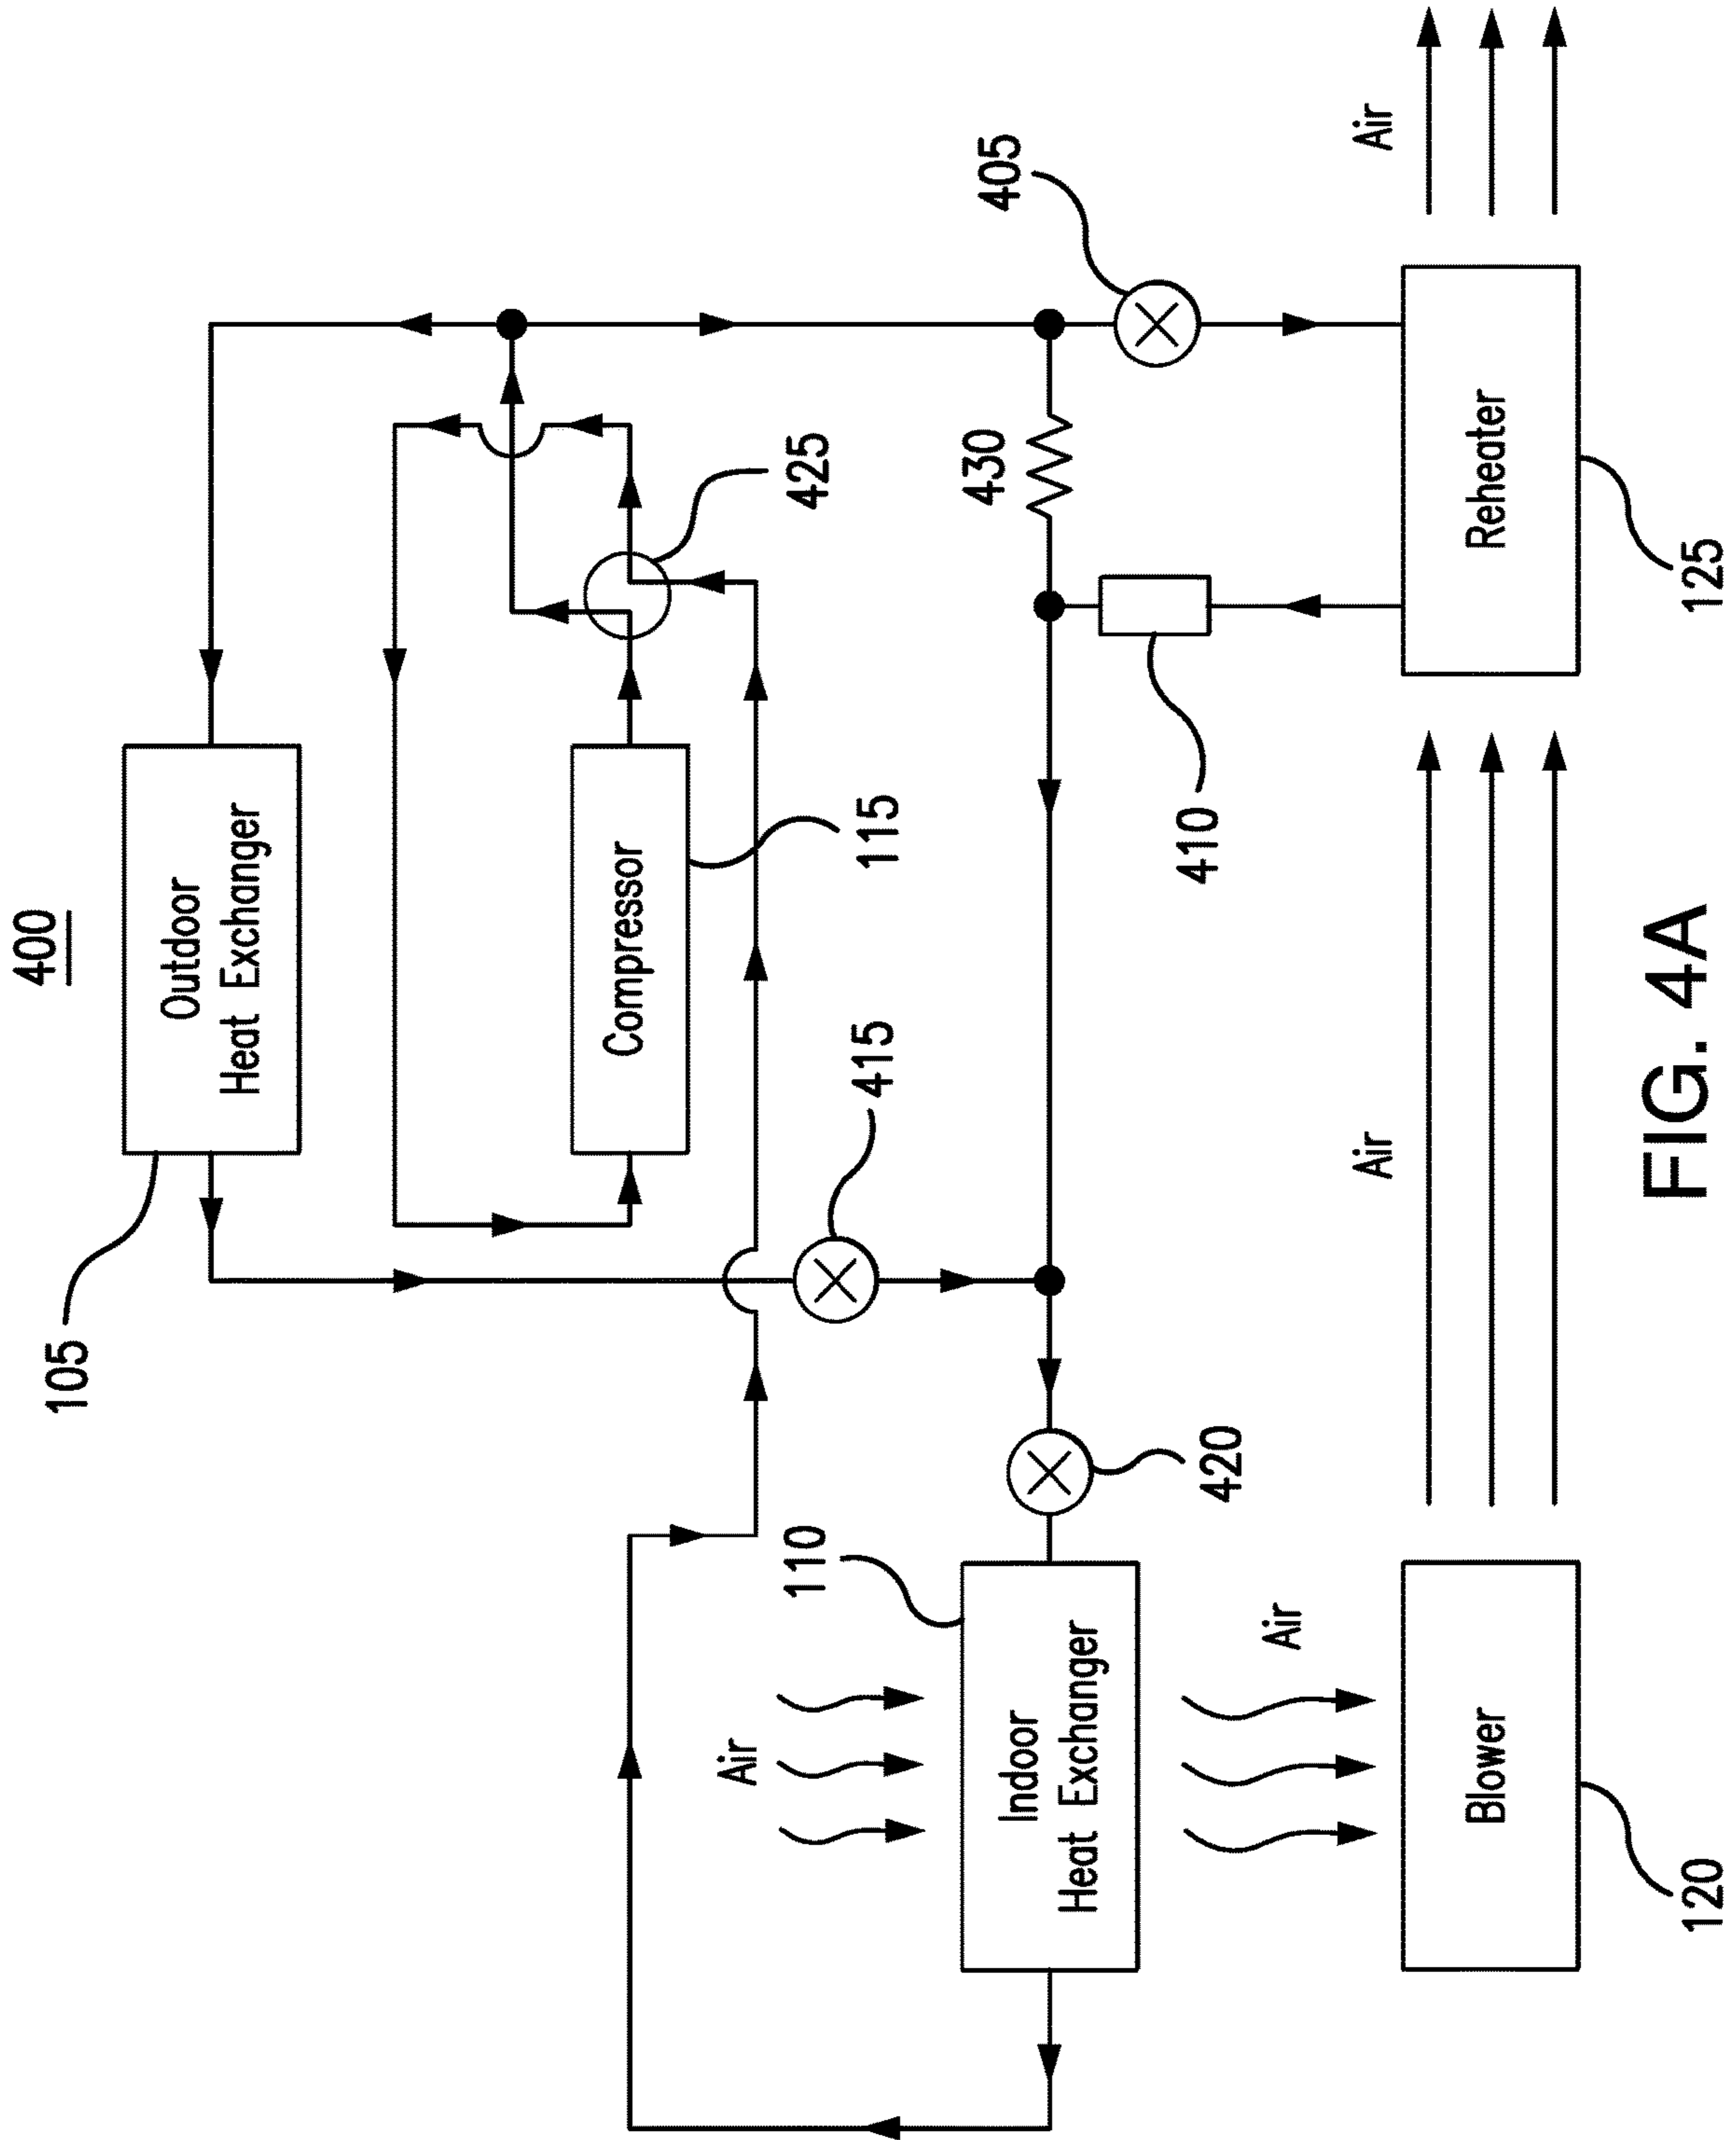 400
105
Outdoor
Heat Exchanger
Compressor
115
425
415
430
405
410
110
420
Air
Indoor
Heat Exchanger
Air
Blower
120
Air
Reheater
125
Air
FIG. 4A